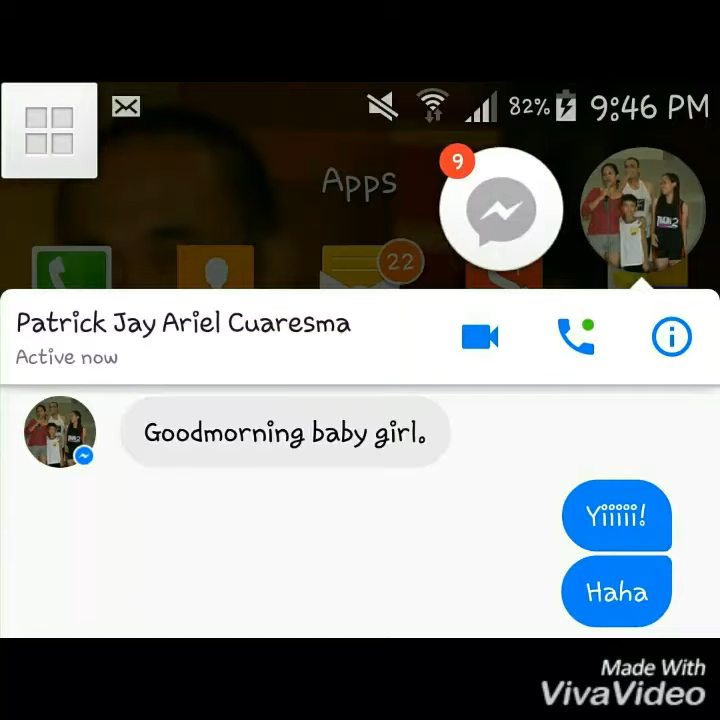 82% 9:46 PM
Apps
9
22
Patrick Jay Ariel Cuaresma
Active now
Goodmorning baby girl.
Yiiiiii!
Haha
Made With
VivaVideo